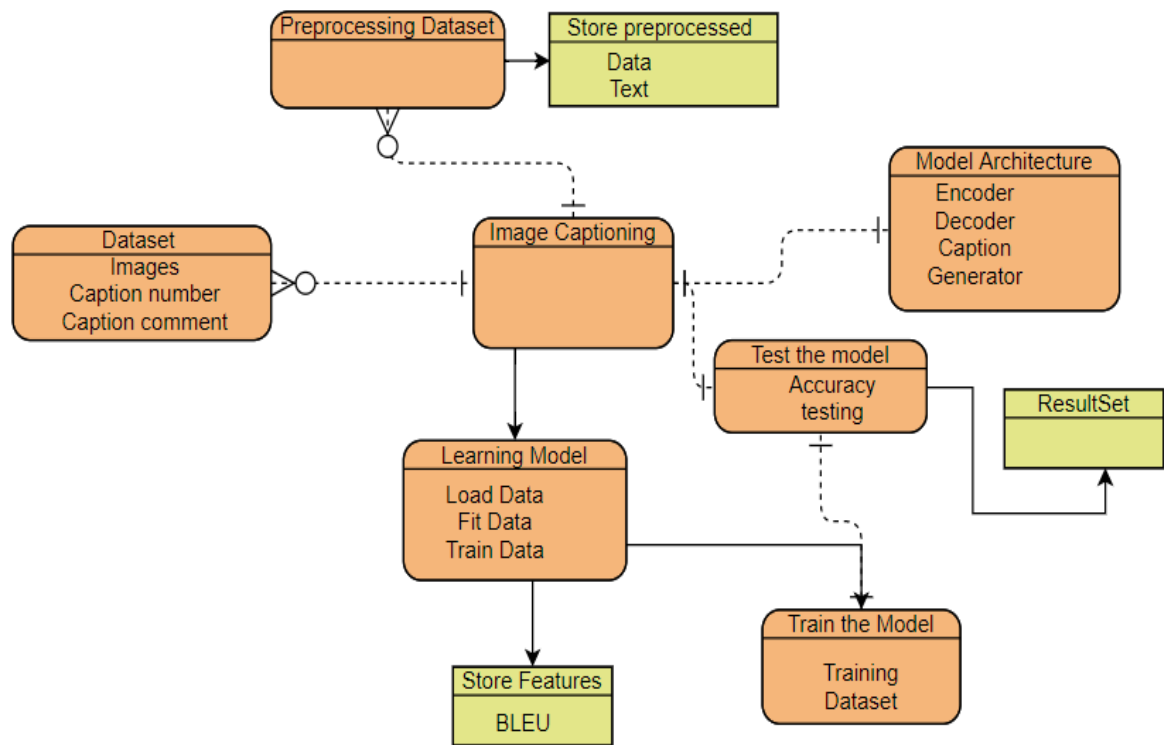 Preprocessing Dataset
Store preprocessed
Data
Text
Model Architecture
Encoder
Decoder
Caption
Generator
Dataset
Images
Caption number
Caption comment
Image Captioning
Test the model
Accuracy
testing
ResultSet
Learning Model
Load Data
Fit Data
Train Data
Train the Model
Training
Dataset
Store Features
BLEU